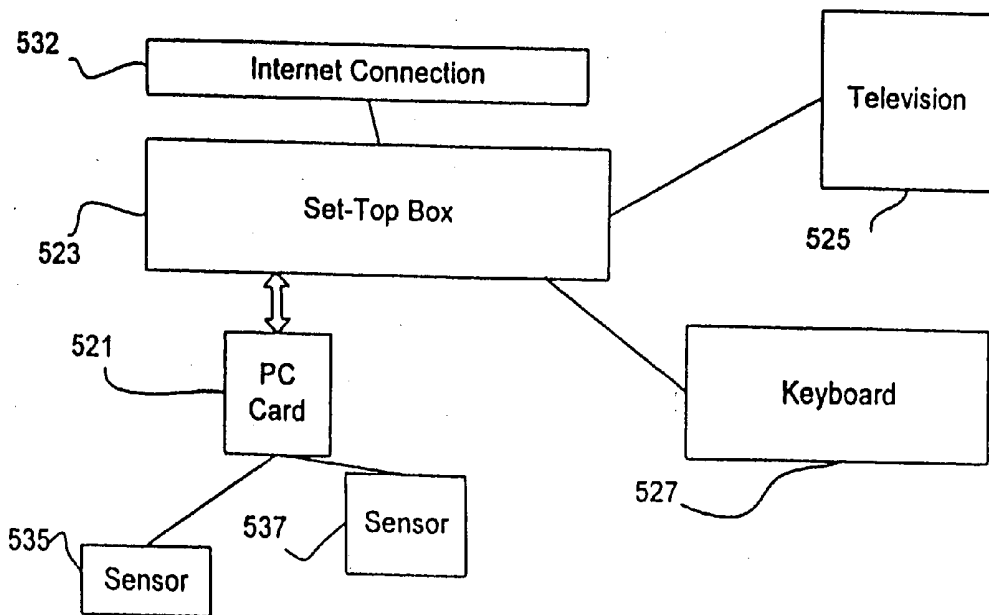 532
Internet Connection
Television
Set-Top Box
523
525
521
PC
Card
Keyboard
527
537
Sensor
535
Sensor